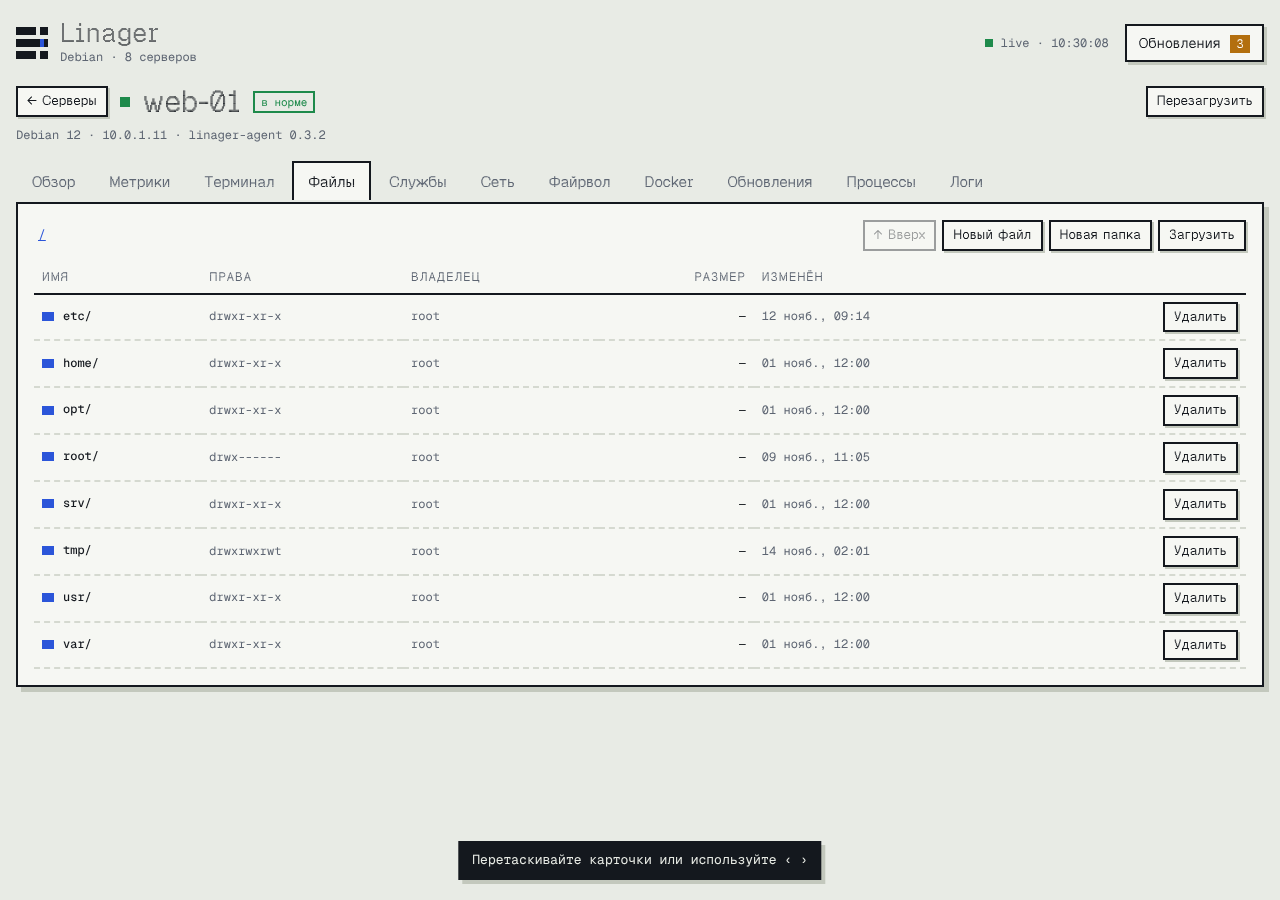 Linager
Debian · 8 серверов
live · 10:30:08
Обновления 3
← Серверы
web-01
в норме
Перезагрузить
Debian 12 · 10.0.1.11 · linager-agent 0.3.2
Обзор Метрики Терминал Файлы Службы Сеть Файрвол Docker Обновления Процессы Логи
/
↑ Вверх
Новый файл
Новая папка
Загрузить
ИМЯ ПРАВА ВЛАДЕЛЕЦ РАЗМЕР ИЗМЕНЁН
etc/ drwxr-xr-x root — 12 нояб., 09:14 Удалить
home/ drwxr-xr-x root — 01 нояб., 12:00 Удалить
opt/ drwxr-xr-x root — 01 нояб., 12:00 Удалить
root/ drwx------ root — 09 нояб., 11:05 Удалить
srv/ drwxr-xr-x root — 01 нояб., 12:00 Удалить
tmp/ drwxrwxrwt root — 14 нояб., 02:01 Удалить
usr/ drwxr-xr-x root — 01 нояб., 12:00 Удалить
var/ drwxr-xr-x root — 01 нояб., 12:00 Удалить
Перетаскивайте карточки или используйте ‹ ›